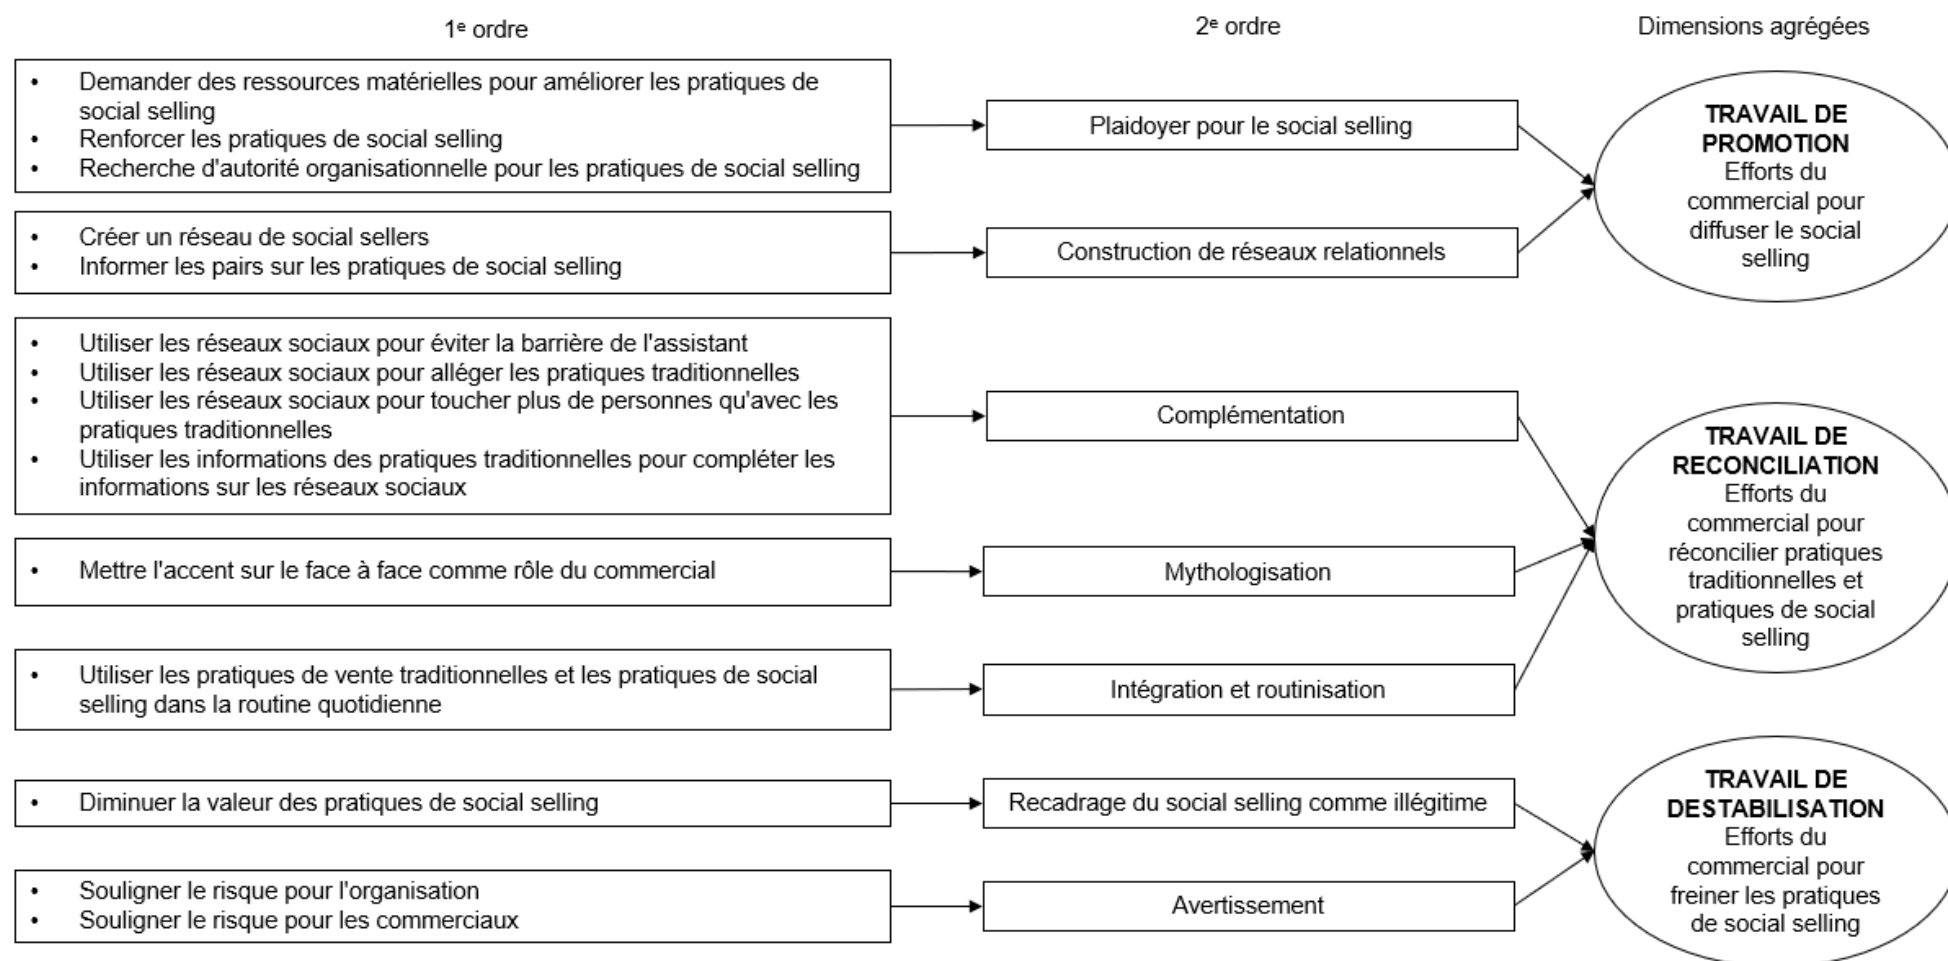 1e ordre
2e ordre
Dimensions agrégées
• Demander des ressources matérielles pour améliorer les pratiques de
social selling
• Renforcer les pratiques de social selling
• Recherche d'autorité organisationnelle pour les pratiques de social selling
Plaidoyer pour le social selling
• Créer un réseau de social sellers
• Informer les pairs sur les pratiques de social selling
Construction de réseaux relationnels
TRAVAIL DE
PROMOTION
Efforts du
commercial pour
diffuser le social
selling
• Utiliser les réseaux sociaux pour éviter la barrière de l'assistant
• Utiliser les réseaux sociaux pour alléger les pratiques traditionnelles
• Utiliser les réseaux sociaux pour toucher plus de personnes qu'avec les
pratiques traditionnelles
• Utiliser les informations des pratiques traditionnelles pour compléter les
informations sur les réseaux sociaux
Complémentation
• Mettre l'accent sur le face à face comme rôle du commercial
Mythologisation
• Utiliser les pratiques de vente traditionnelles et les pratiques de social
selling dans la routine quotidienne
Intégration et routinisation
TRAVAIL DE
RECONCILIATION
Efforts du
commercial pour
réconcilier pratiques
traditionnelles et
pratiques de social
selling
• Diminuer la valeur des pratiques de social selling
Recadrage du social selling comme illégitime
• Souligner le risque pour l'organisation
• Souligner le risque pour les commerciaux
Avertissement
TRAVAIL DE
DESTABILISATION
Efforts du
commercial pour
freiner les pratiques
de social selling